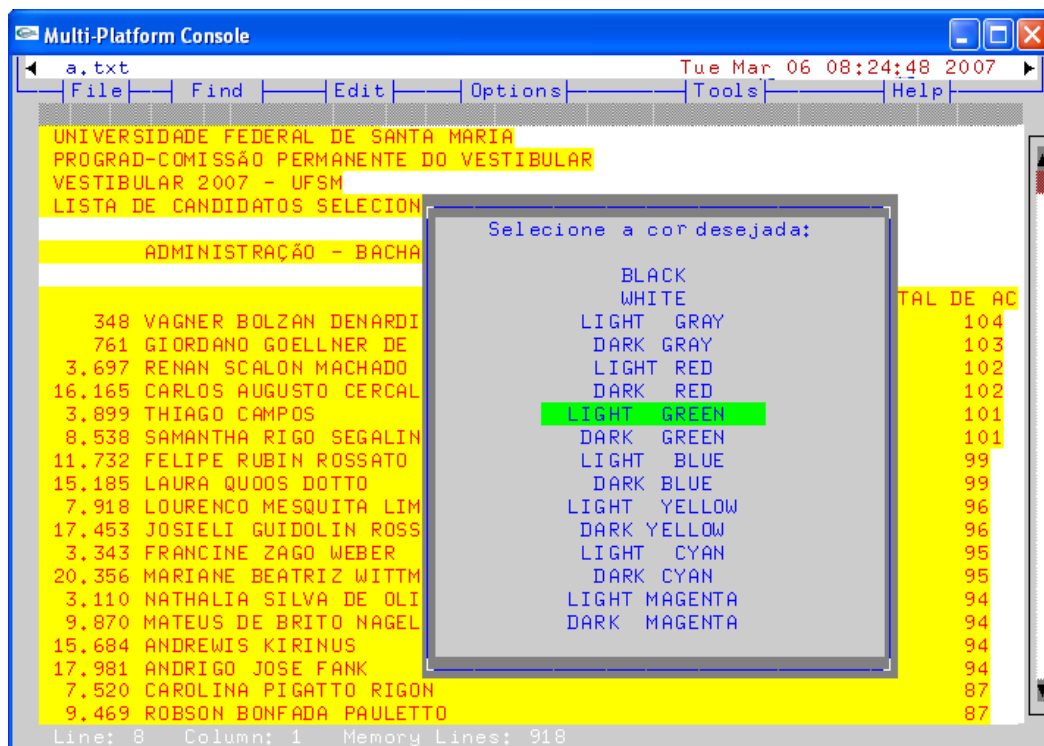 Multi-Platform Console
a.txt Tue Mar 06 08:24:48 2007
File Find Edit Options Tools Help
UNIVERSIDADE FEDERAL DE SANTA MARIA
PROGRAD-COMISSÃO PERMANENTE DO VESTIBULAR
VESTIBULAR 2007 - UFSM
LISTA DE CANDIDATOS SELECION
ADMINISTRAÇÃO - BACHA
TAL DE AC
348 VAGNER BOLZAN DENARDI 104
761 GIORDANO GOELLNER DE 103
3.697 RENAN SCALON MACHADO 102
16.165 CARLOS AUGUSTO CERCAL 102
3.899 THIAGO CAMPOS 101
8.538 SAMANTHA RIGO SEGALIN 101
11.732 FELIPE RUBIN ROSSATO 99
15.185 LAURA QUOOS DOTTO 99
7.918 LOURENCO MESQUITA LIM 96
17.453 JOSIELI GUIDOLIN ROSS 96
3.343 FRANCINE ZAGO WEBER 95
20.356 MARIANE BEATRIZ WITTM 95
3.110 NATHALIA SILVA DE OLI 94
9.870 MATEUS DE BRITO NAGEL 94
15.684 ANDREWIS KIRINUS 94
17.981 ANDRIGO JOSE FANK 94
7.520 CAROLINA PIGATTO RIGON 87
9.469 ROBSON BONFADA PAULETTO 87
Selecione a cor desejada:
BLACK
WHITE
LIGHT GRAY
DARK GRAY
LIGHT RED
DARK RED
LIGHT GREEN
DARK GREEN
LIGHT BLUE
DARK BLUE
LIGHT YELLOW
DARK YELLOW
LIGHT CYAN
DARK CYAN
LIGHT MAGENTA
DARK MAGENTA
Line: 8 Column: 1 Memory Lines: 918